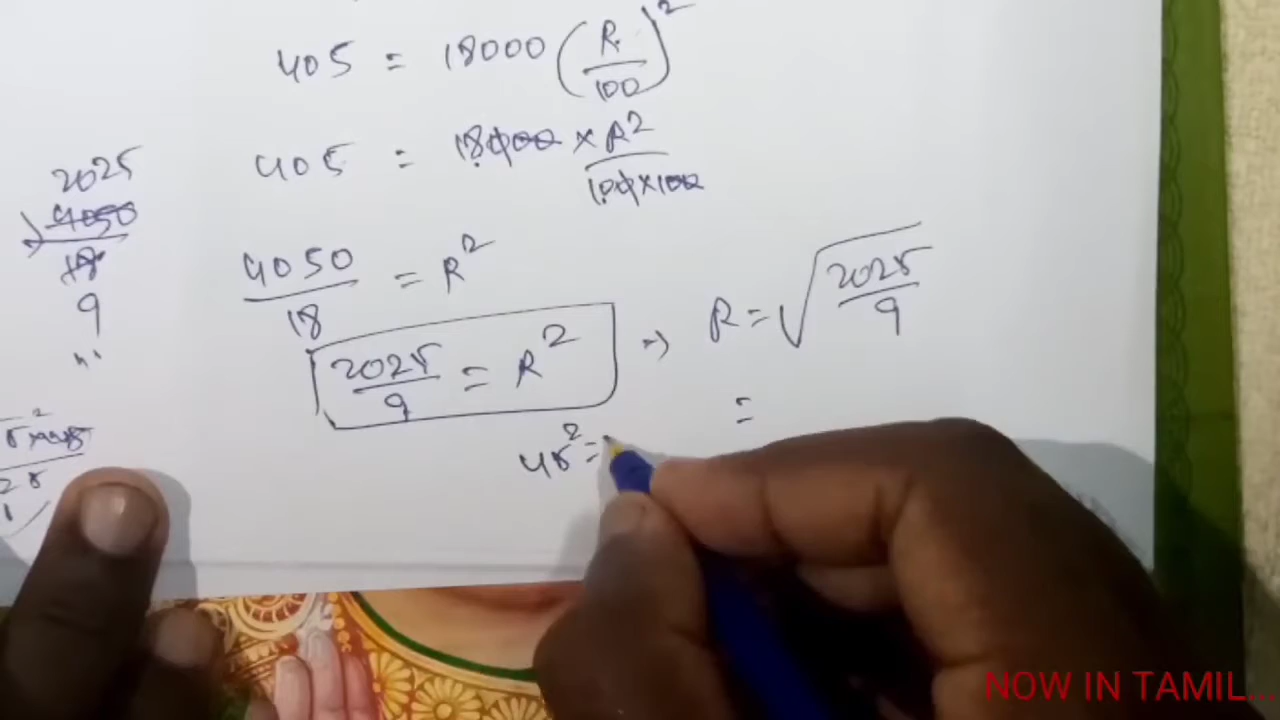 405 = 18000 (R/100)²
405 = 18000 × R² / 100×100
2025
4050
18
9
4050/18 = R²
2025/9 = R² ⇒ R = √(2025/9)
=
45² =
NOW IN TAMIL...